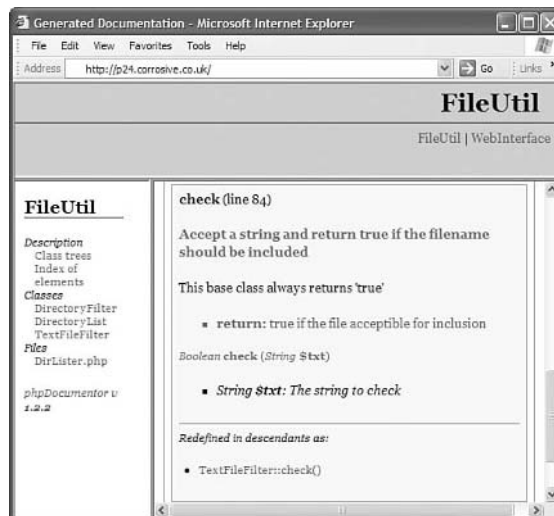 Generated Documentation - Microsoft Internet Explorer
File Edit View Favorites Tools Help
Address http://p24.corrosive.co.uk/ Go Links
FileUtil
FileUtil | WebInterface
FileUtil
Description
Class trees
Index of
elements
Classes
DirectoryFilter
DirectoryList
TextFileFilter
Files
DirLister.php
phpDocumentor v
1.2.2
check (line 84)
Accept a string and return true if the filename
should be included
This base class always returns 'true'
return: true if the file acceptible for inclusion
Boolean check (String $txt)
String $txt: The string to check
Redefined in descendants as:
TextFileFilter::check()